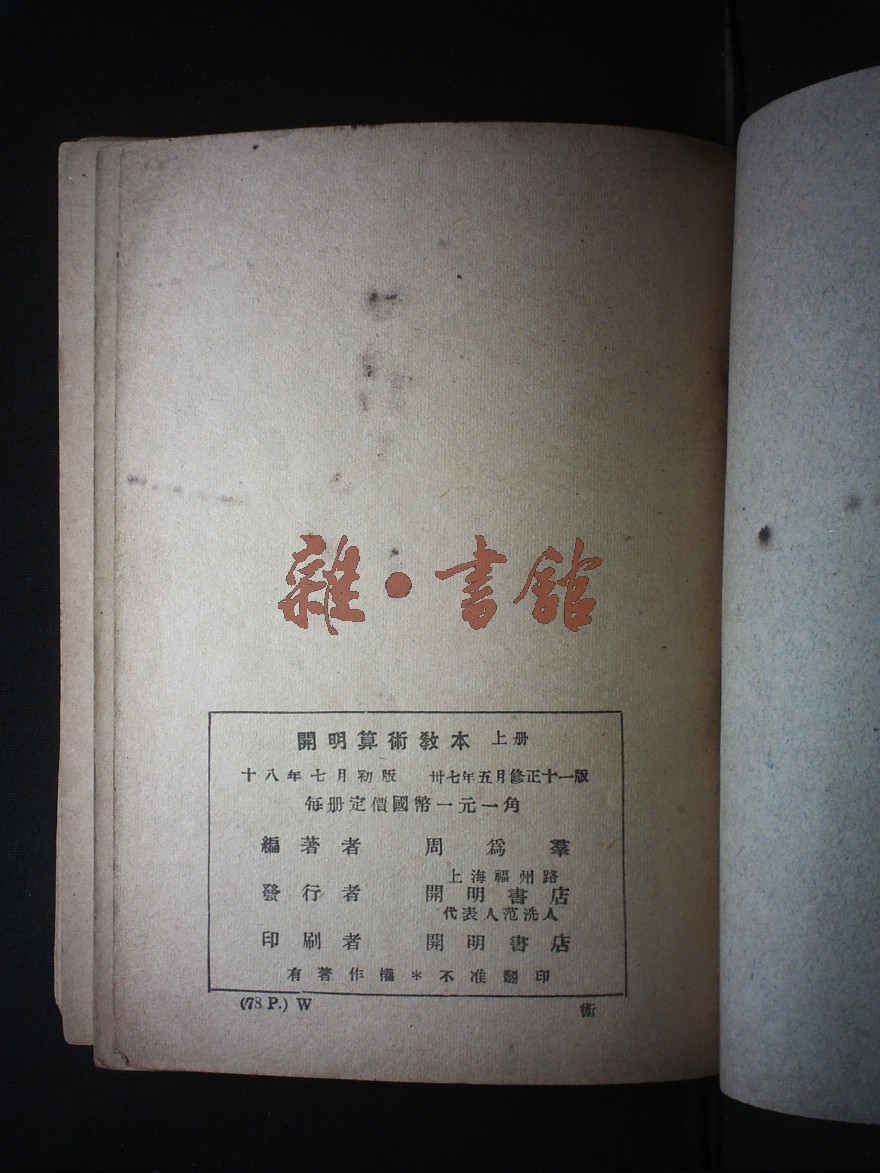 雜·書館
開明算術教本 上册
十八年七月初版 卅七年五月修正十一版
每册定價國幣一元一角
編著者 周爲羣
上海福州路
發行者 開明書店
代表人范洗人
印刷者 開明書店
有著作權*不准翻印
(78 P.) W 術